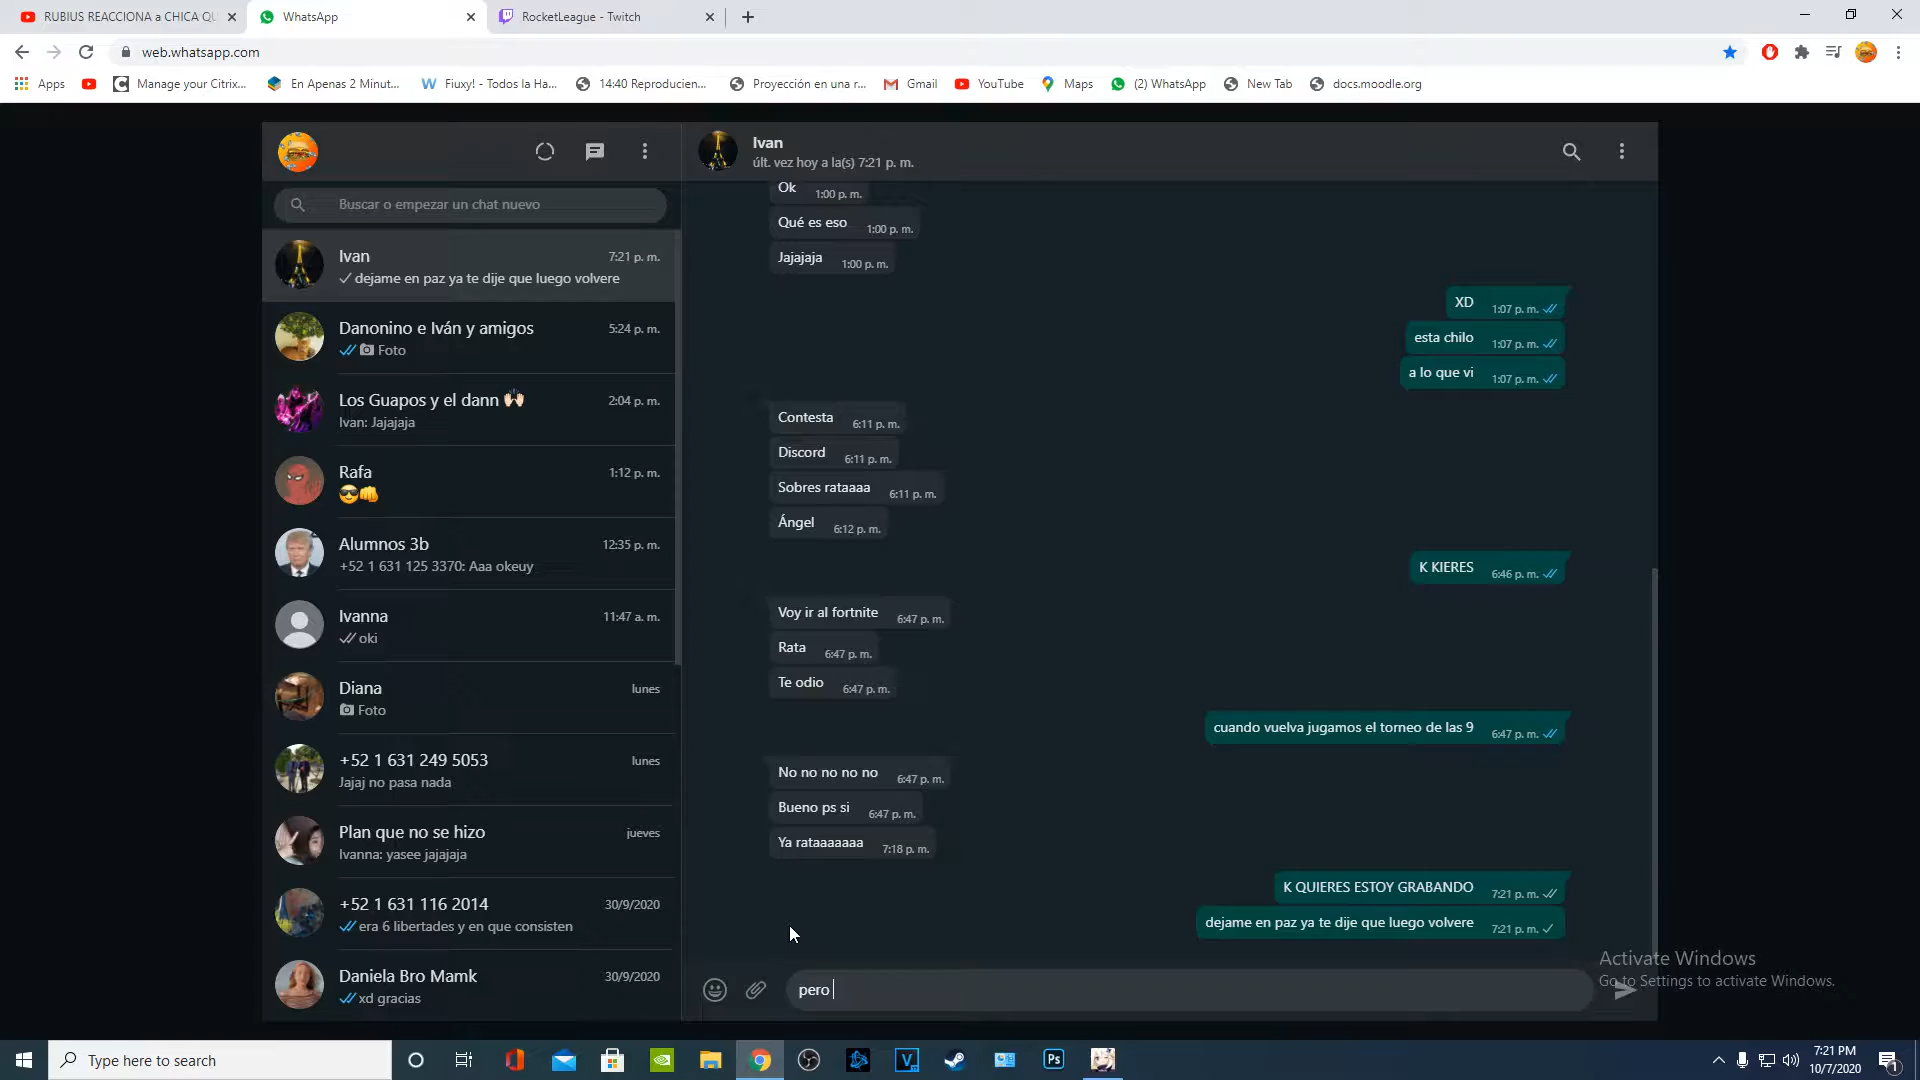 RUBIUS REACCIONA a CHICA QU
WhatsApp
RocketLeague - Twitch
web.whatsapp.com
Apps
Manage your Citrix...
En Apenas 2 Minut...
Fiuxy! - Todos la Ha...
14:40 Reproducien...
Proyección en una r...
Gmail
YouTube
Maps
(2) WhatsApp
New Tab
docs.moodle.org
Buscar o empezar un chat nuevo
Ivan 7:21 p. m.
dejame en paz ya te dije que luego volvere
Danonino e Iván y amigos 5:24 p. m.
Foto
Los Guapos y el dann 🙌🏻 2:04 p. m.
Ivan: Jajajaja
Rafa 1:12 p. m.
😎👊
Alumnos 3b 12:35 p. m.
+52 1 631 125 3370: Aaa okeuy
Ivanna 11:47 a. m.
oki
Diana lunes
Foto
+52 1 631 249 5053 lunes
Jajaj no pasa nada
Plan que no se hizo jueves
Ivanna: yasee jajajaja
+52 1 631 116 2014 30/9/2020
era 6 libertades y en que consisten
Daniela Bro Mamk 30/9/2020
xd gracias
Ivan
últ. vez hoy a la(s) 7:21 p. m.
Ok 1:00 p. m.
Qué es eso 1:00 p. m.
Jajajaja 1:00 p. m.
XD 1:07 p. m.
esta chilo 1:07 p. m.
a lo que vi 1:07 p. m.
Contesta 6:11 p. m.
Discord 6:11 p. m.
Sobres rataaaa 6:11 p. m.
Ángel 6:12 p. m.
K KIERES 6:46 p. m.
Voy ir al fortnite 6:47 p. m.
Rata 6:47 p. m.
Te odio 6:47 p. m.
cuando vuelva jugamos el torneo de las 9 6:47 p. m.
No no no no no 6:47 p. m.
Bueno ps si 6:47 p. m.
Ya rataaaaaaa 7:18 p. m.
K QUIERES ESTOY GRABANDO 7:21 p. m.
dejame en paz ya te dije que luego volvere 7:21 p. m.
pero
Activate Windows
Go to Settings to activate Windows.
Type here to search
Ps
7:21 PM
10/7/2020
1